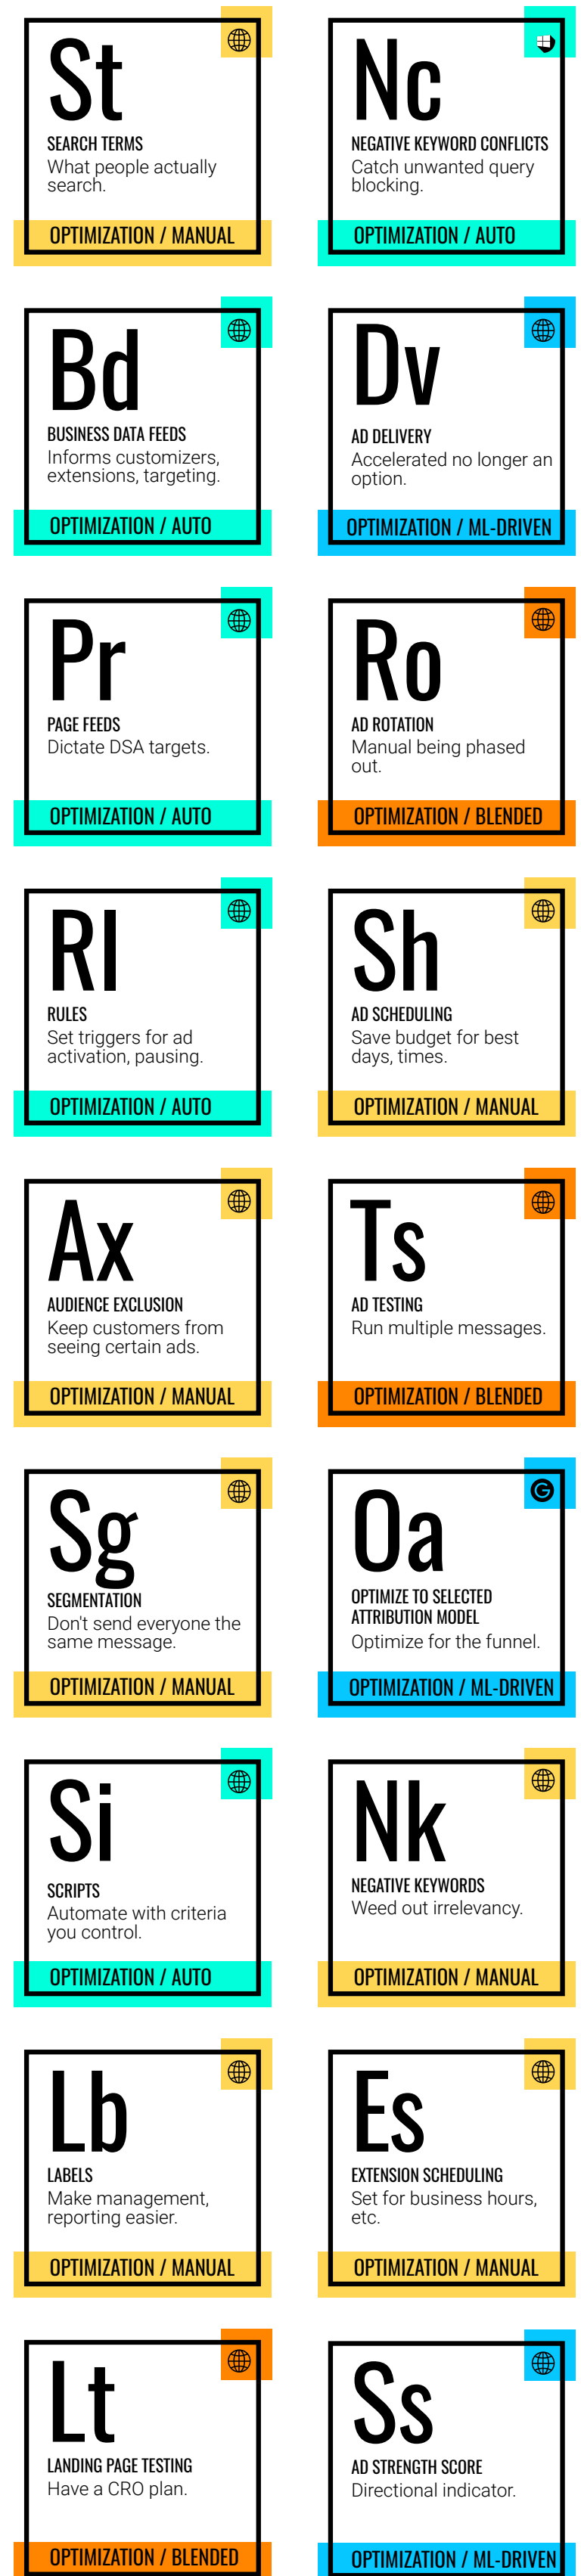 St
SEARCH TERMS
What people actually
search.
OPTIMIZATION / MANUAL
Nc
NEGATIVE KEYWORD CONFLICTS
Catch unwanted query
blocking.
OPTIMIZATION / AUTO
Bd
BUSINESS DATA FEEDS
Informs customizers,
extensions, targeting.
OPTIMIZATION / AUTO
Dv
AD DELIVERY
Accelerated no longer an
option.
OPTIMIZATION / ML-DRIVEN
Pr
PAGE FEEDS
Dictate DSA targets.
OPTIMIZATION / AUTO
Ro
AD ROTATION
Manual being phased
out.
OPTIMIZATION / BLENDED
Rl
RULES
Set triggers for ad
activation, pausing.
OPTIMIZATION / AUTO
Sh
AD SCHEDULING
Save budget for best
days, times.
OPTIMIZATION / MANUAL
Ax
AUDIENCE EXCLUSION
Keep customers from
seeing certain ads.
OPTIMIZATION / MANUAL
Ts
AD TESTING
Run multiple messages.
OPTIMIZATION / BLENDED
Sg
SEGMENTATION
Don't send everyone the
same message.
OPTIMIZATION / MANUAL
G
Oa
OPTIMIZE TO SELECTED
ATTRIBUTION MODEL
Optimize for the funnel.
OPTIMIZATION / ML-DRIVEN
Si
SCRIPTS
Automate with criteria
you control.
OPTIMIZATION / AUTO
Nk
NEGATIVE KEYWORDS
Weed out irrelevancy.
OPTIMIZATION / MANUAL
Lb
LABELS
Make management,
reporting easier.
OPTIMIZATION / MANUAL
Es
EXTENSION SCHEDULING
Set for business hours,
etc.
OPTIMIZATION / MANUAL
Lt
LANDING PAGE TESTING
Have a CRO plan.
OPTIMIZATION / BLENDED
Ss
AD STRENGTH SCORE
Directional indicator.
OPTIMIZATION / ML-DRIVEN